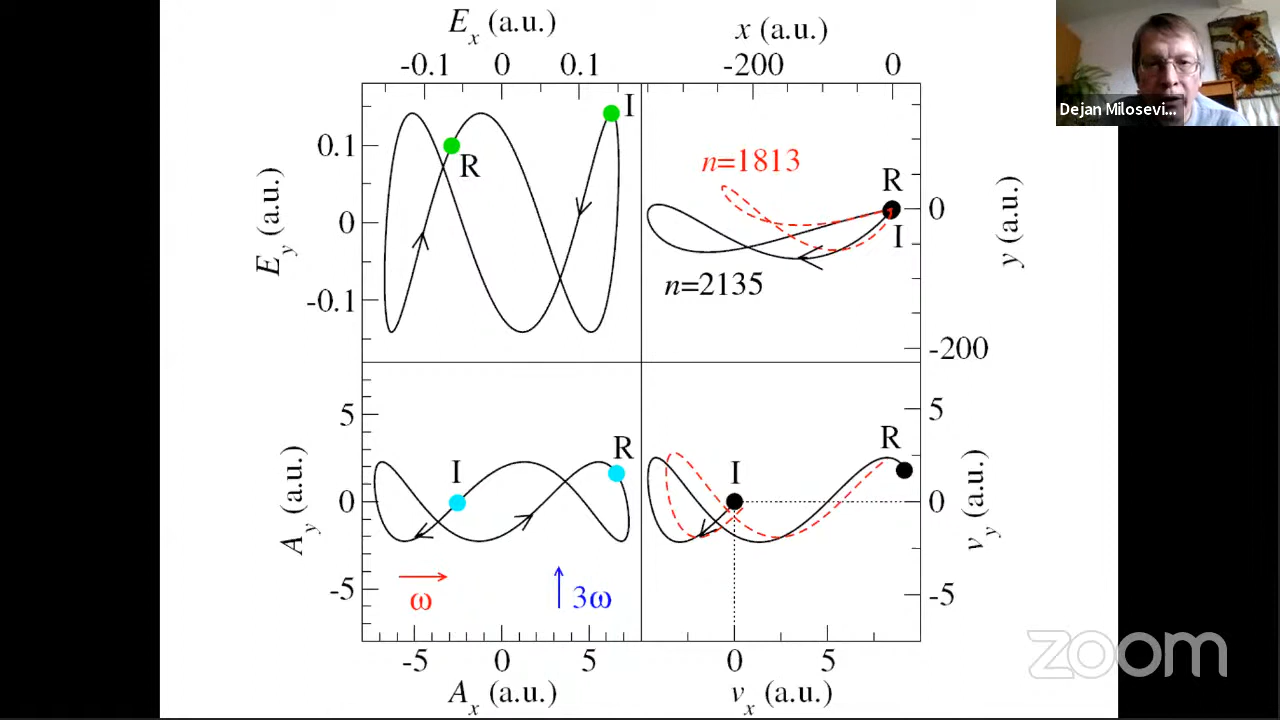 E_x (a.u.)
x (a.u.)
-0.1 0 0.1
-200 0
Dejan Milosevi...
I
0.1
R
n=1813
R
E_y (a.u.)
0
0
y (a.u.)
I
n=2135
-0.1
-200
5
5
R
R
I
I
A_y (a.u.)
0
0
v_y (a.u.)
-5
ω
3ω
-5
zoom
-5 0 5
0 5
A_x (a.u.)
v_x (a.u.)